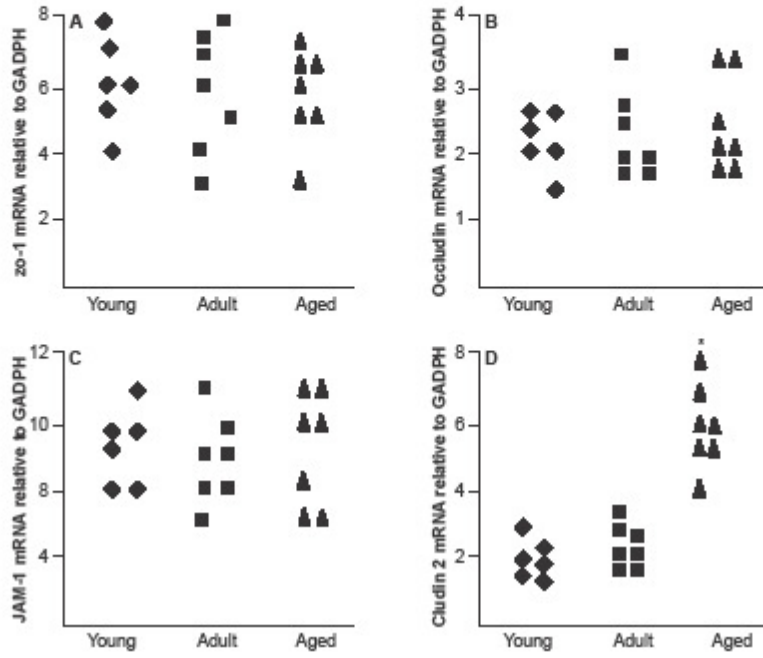 A
zo-1 mRNA relative to GADPH
8
6
4
2
Young
Adult
Aged
B
Occludin mRNA relative to GADPH
4
3
2
1
Young
Adult
Aged
C
JAM-1 mRNA relative to GADPH
12
10
8
4
Young
Adult
Aged
D
*
Cludin 2 mRNA relative to GADPH
8
6
4
2
Young
Adult
Aged